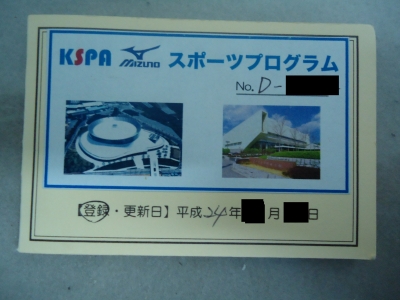 KSPA MIZUNO スポーツプログラム
No. D-
【登録・更新日】平成24年 月 日